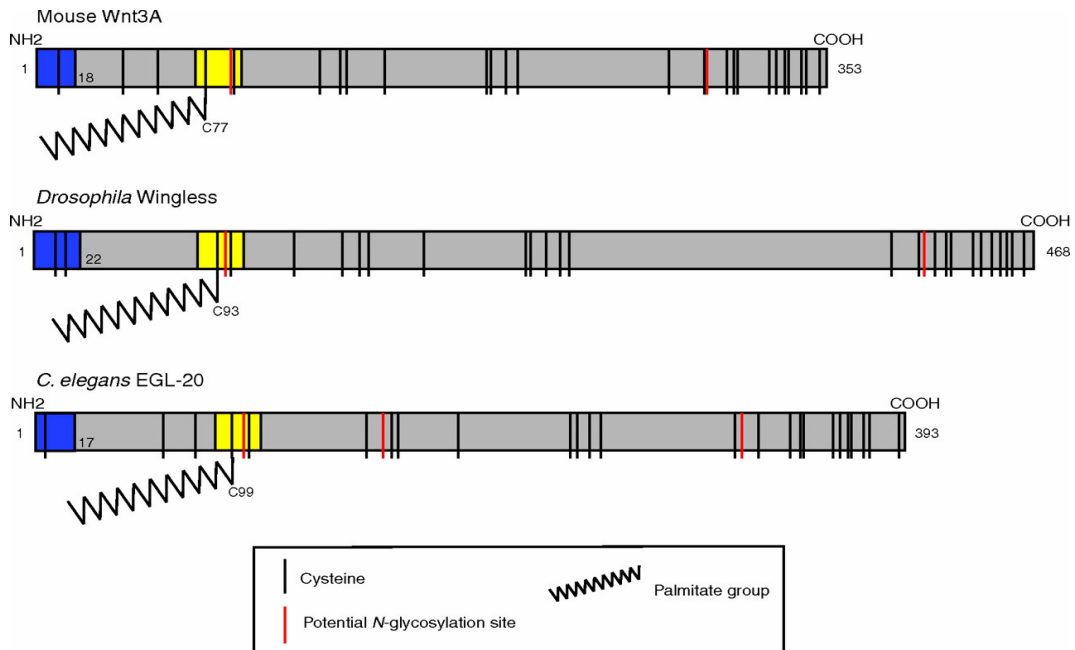 Mouse Wnt3A
NH2
COOH
1
18
353
C77
Drosophila Wingless
NH2
COOH
1
22
468
C93
C. elegans EGL-20
NH2
COOH
1
17
393
C99
Cysteine
Palmitate group
Potential N-glycosylation site